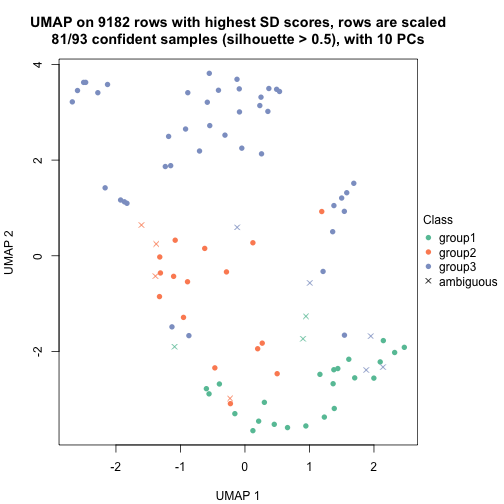 UMAP on 9182 rows with highest SD scores, rows are scaled
81/93 confident samples (silhouette > 0.5), with 10 PCs
UMAP 2
4
2
0
-2
-2
-1
0
1
2
UMAP 1
Class
group1
group2
group3
ambiguous